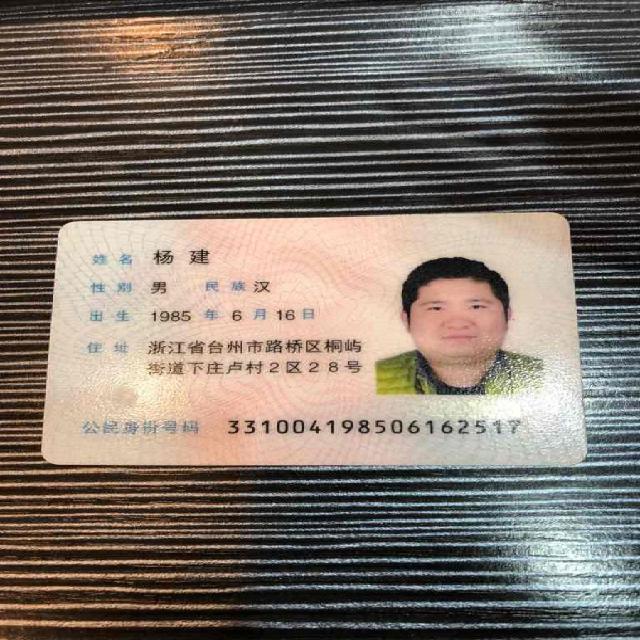 姓名 杨建
性别 男 民族 汉
出生 1985 年 6 月 16 日
住址 浙江省台州市路桥区桐屿
街道下庄卢村2区28号
公民身份号码 331004198506162517